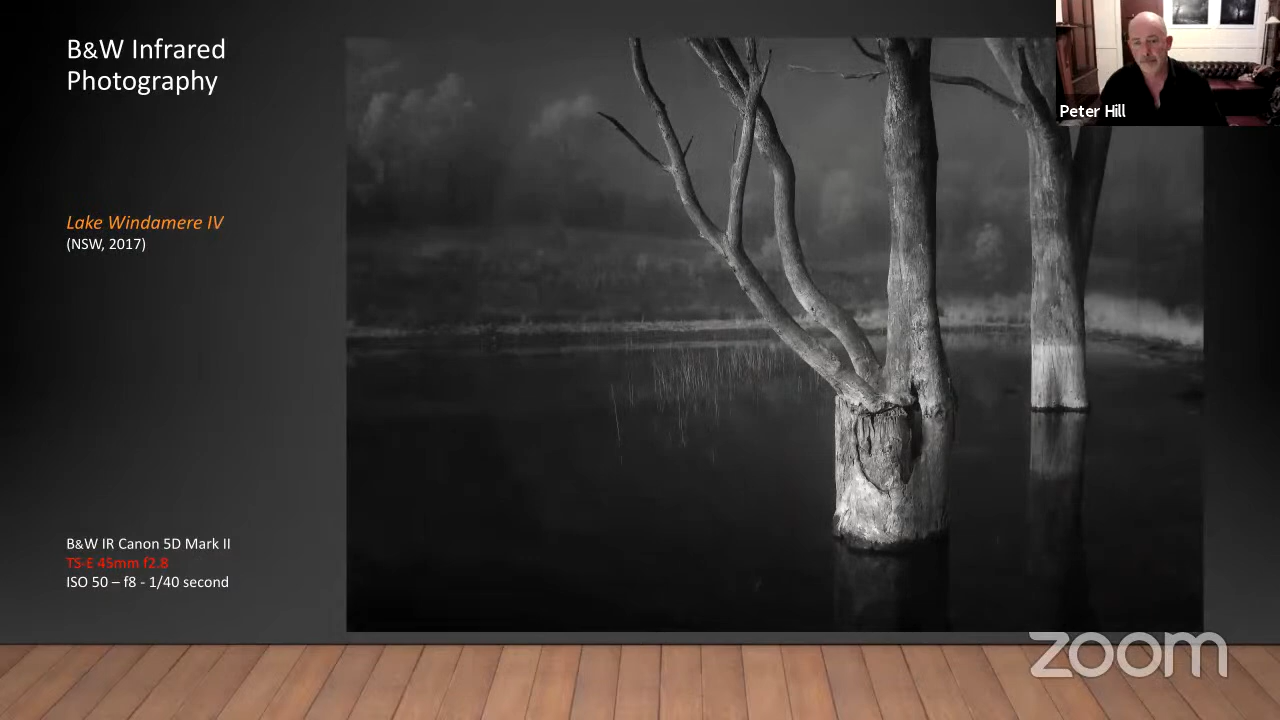 B&W Infrared
Photography
Peter Hill
Lake Windamere IV
(NSW, 2017)
B&W IR Canon 5D Mark II
TS-E 45mm f2.8
ISO 50 – f8 - 1/40 second
zoom